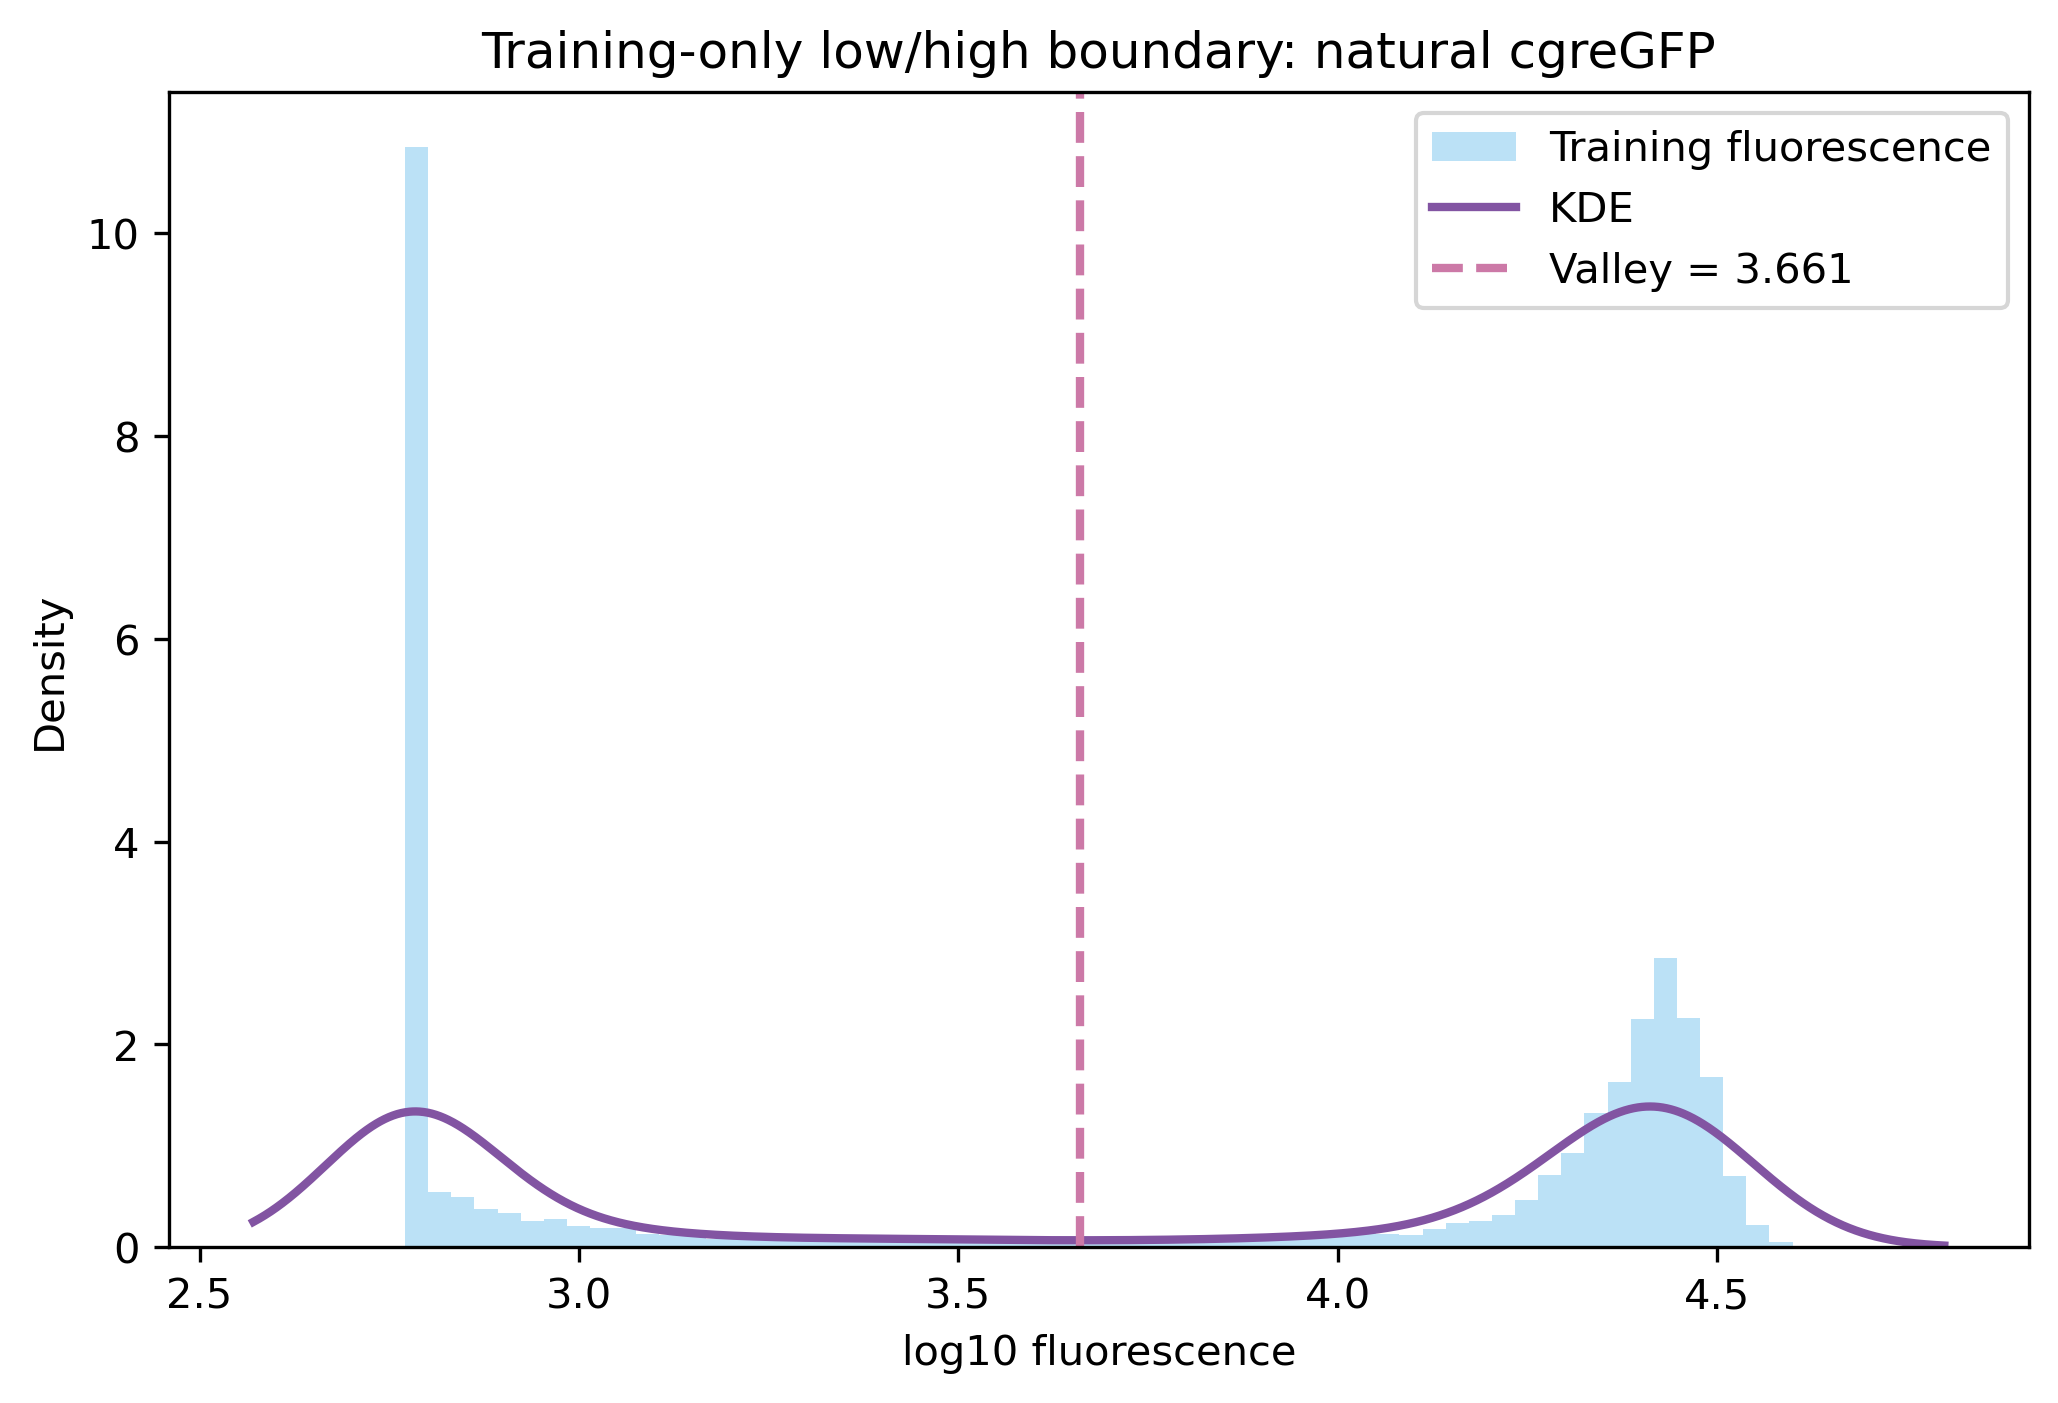 Training-only low/high boundary: natural cgreGFP
Training fluorescence
KDE
Valley = 3.661
Density
10
8
6
4
2
0
2.5
3.0
3.5
4.0
4.5
log10 fluorescence